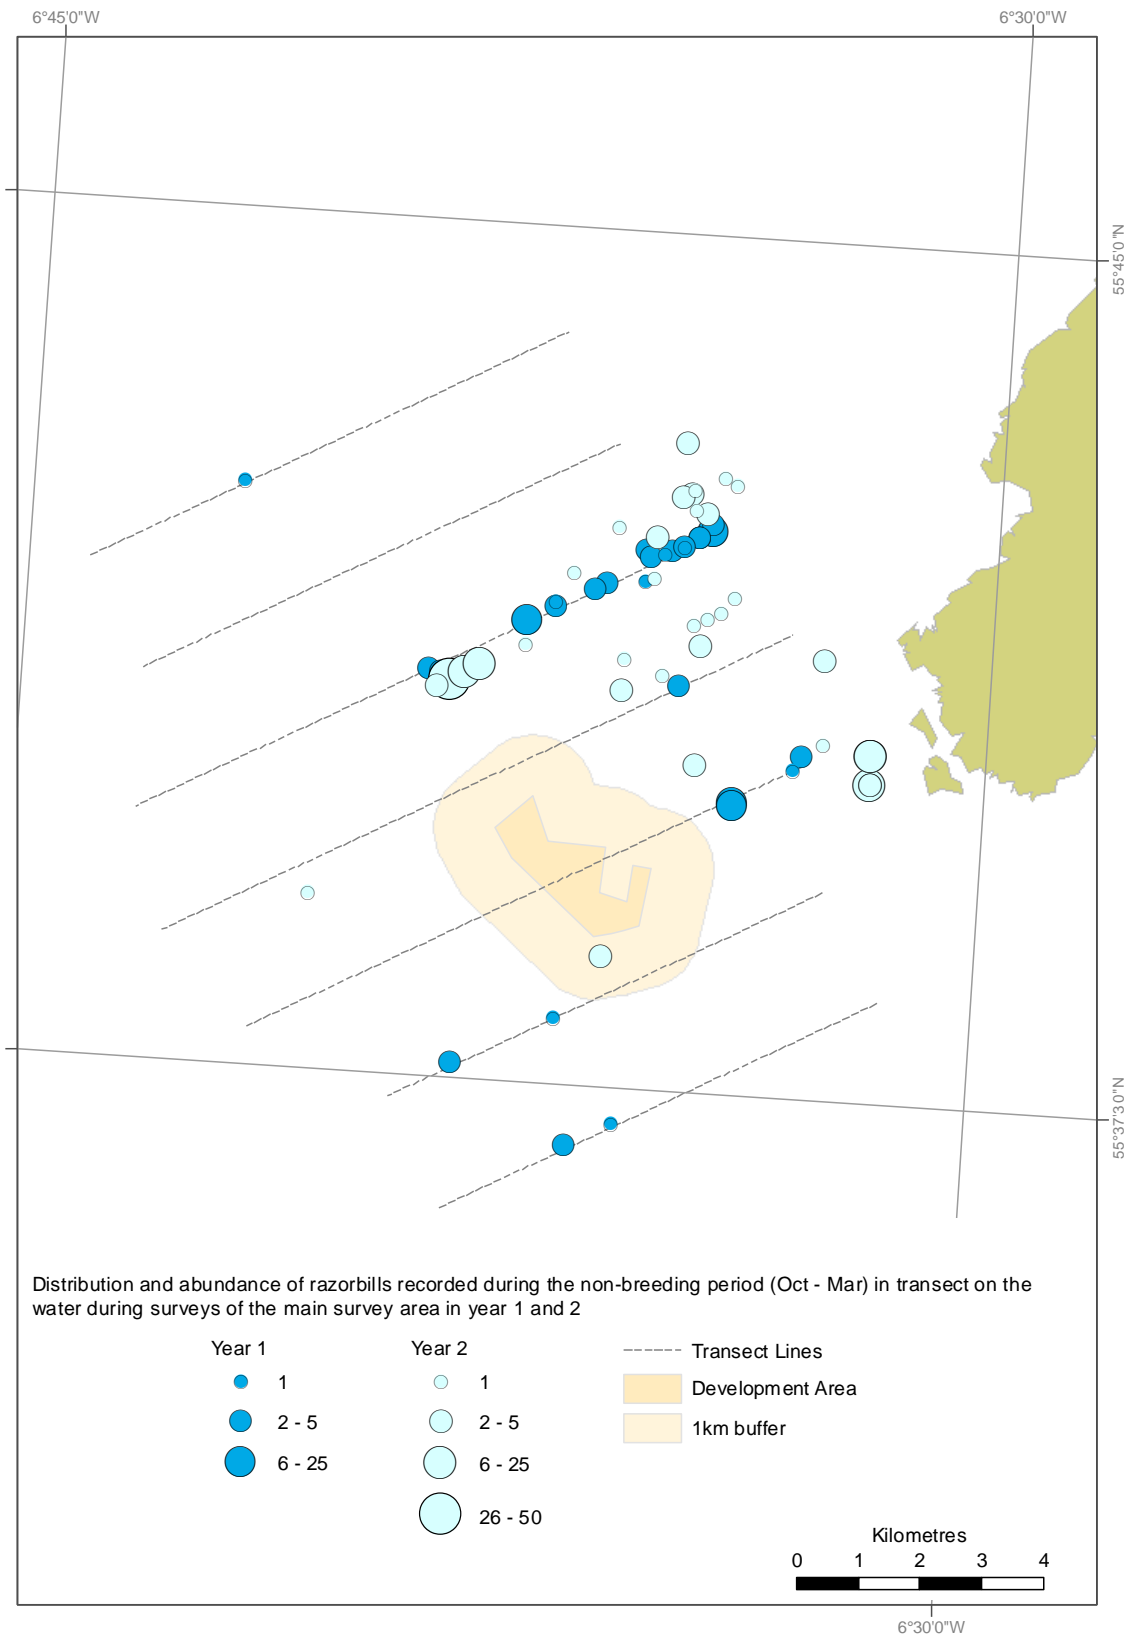 6°45'0"W
6°30'0"W
55°45'0"N
55°37'30"N
Distribution and abundance of razorbills recorded during the non-breeding period (Oct - Mar) in transect on the
water during surveys of the main survey area in year 1 and 2
Year 1
1
2 - 5
6 - 25
Year 2
1
2 - 5
6 - 25
26 - 50
Transect Lines
Development Area
1km buffer
Kilometres
0 1 2 3 4
6°30'0"W